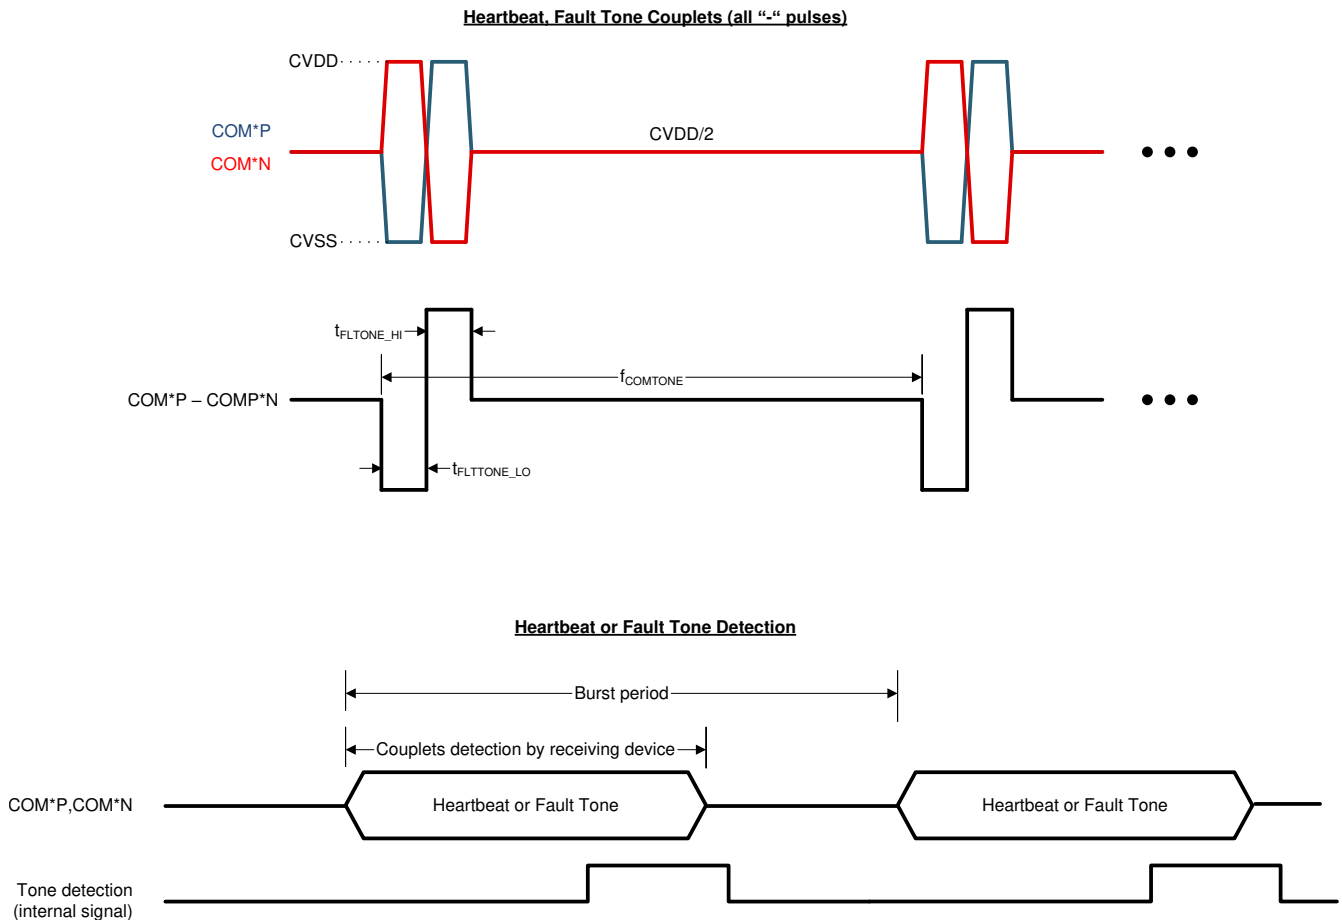 Heartbeat, Fault Tone Couplets (all “-“ pulses)
CVDD
COM*P
COM*N
CVDD/2
CVSS
tFLTONE_HI
fCOMTONE
COM*P – COMP*N
tFLTTONE_LO
Heartbeat or Fault Tone Detection
Burst period
Couplets detection by receiving device
COM*P,COM*N
Heartbeat or Fault Tone
Heartbeat or Fault Tone
Tone detection
(internal signal)